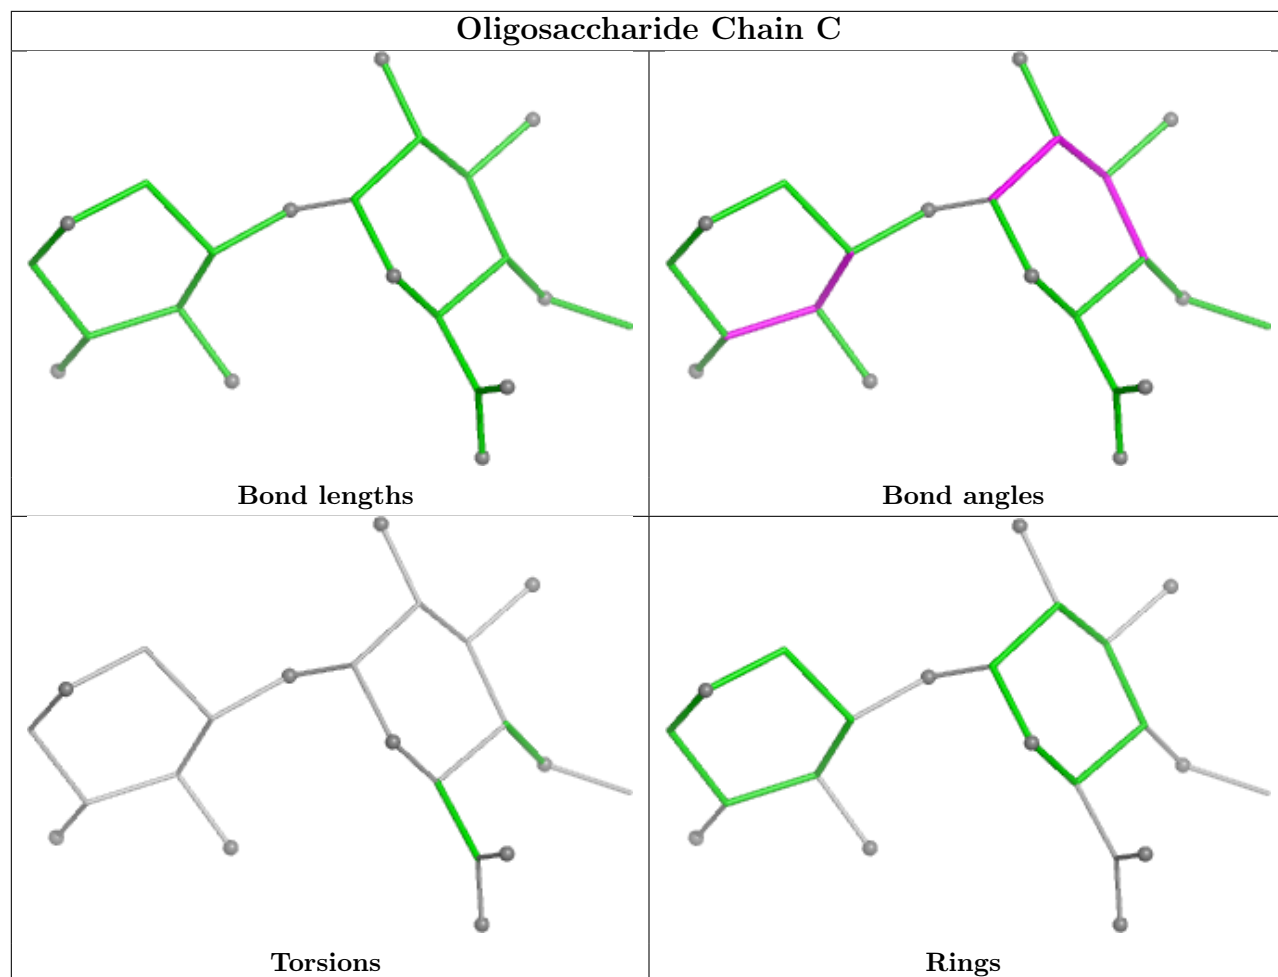 Oligosaccharide Chain C
Bond lengths
Bond angles
Torsions
Rings